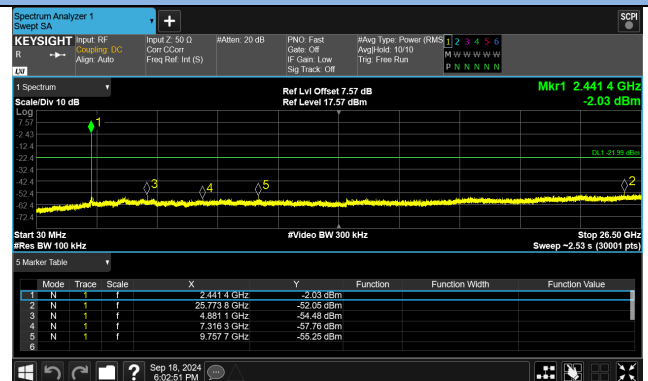 Spectrum Analyzer 1
Swept SA
+
SCPI
KEYSIGHT
R
LXI
Input: RF
Coupling: DC
Align: Auto
Input Z: 50 Ω
Corr CCorr
Freq Ref: Int (S)
#Atten: 20 dB
PNO: Fast
Gate: Off
IF Gain: Low
Sig Track: Off
#Avg Type: Power (RMS
Avg|Hold: 10/10
Trig: Free Run
1 2 3 4 5 6
M W W W W W
P N N N N N
1 Spectrum
Scale/Div 10 dB
Log
Ref Lvl Offset 7.57 dB
Ref Level 17.57 dBm
Mkr1 2.441 4 GHz
-2.03 dBm
7.57
-2.43
-12.4
-22.4
-32.4
-42.4
-52.4
-62.4
-72.4
1
3
4
5
2
DL1 -21.99 dBm
Start 30 MHz
#Res BW 100 kHz
#Video BW 300 kHz
Stop 26.50 GHz
Sweep ~2.53 s (30001 pts)
5 Marker Table
Mode Trace Scale X Y Function Function Width Function Value
1 N 1 f 2.441 4 GHz -2.03 dBm
2 N 1 f 25.773 8 GHz -52.05 dBm
3 N 1 f 4.881 1 GHz -54.48 dBm
4 N 1 f 7.316 3 GHz -57.76 dBm
5 N 1 f 9.757 7 GHz -55.25 dBm
6
?
Sep 18, 2024
6:02:51 PM